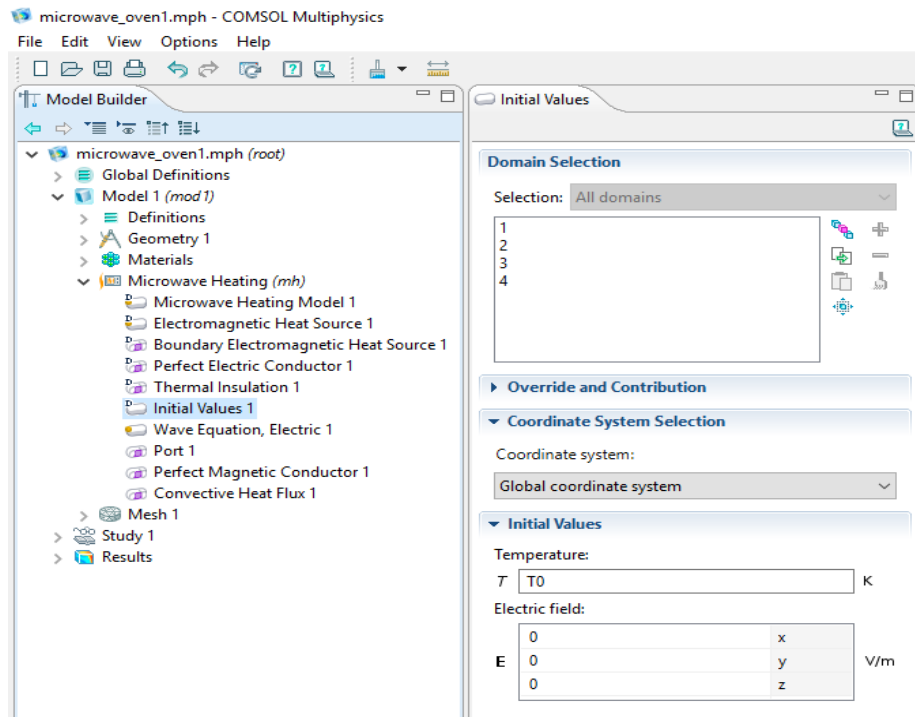 microwave_oven1.mph - COMSOL Multiphysics
File Edit View Options Help
Model Builder
microwave_oven1.mph (root)
Global Definitions
Model 1 (mod1)
Definitions
Geometry 1
Materials
Microwave Heating (mh)
Microwave Heating Model 1
Electromagnetic Heat Source 1
Boundary Electromagnetic Heat Source 1
Perfect Electric Conductor 1
Thermal Insulation 1
Initial Values 1
Wave Equation, Electric 1
Port 1
Perfect Magnetic Conductor 1
Convective Heat Flux 1
Mesh 1
Study 1
Results
Initial Values
Domain Selection
Selection: All domains
1
2
3
4
Override and Contribution
Coordinate System Selection
Coordinate system:
Global coordinate system
Initial Values
Temperature:
T T0 K
Electric field:
0 x
E 0 y V/m
0 z